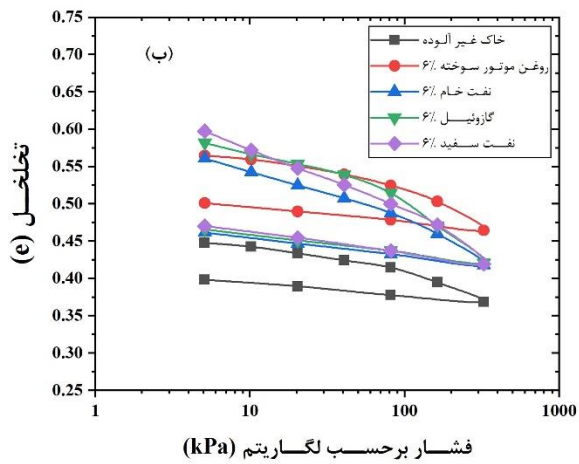 (ب)
خاک غیر آلوده
روغن موتور سوخته ۶٪
نفت خام ۶٪
گازوئیل ۶٪
نفت سفید ۶٪
تخلخل (e)
0.75
0.70
0.65
0.60
0.55
0.50
0.45
0.40
0.35
0.30
0.25
1 10 100 1000
فشار برحسب لگاریتم (kPa)